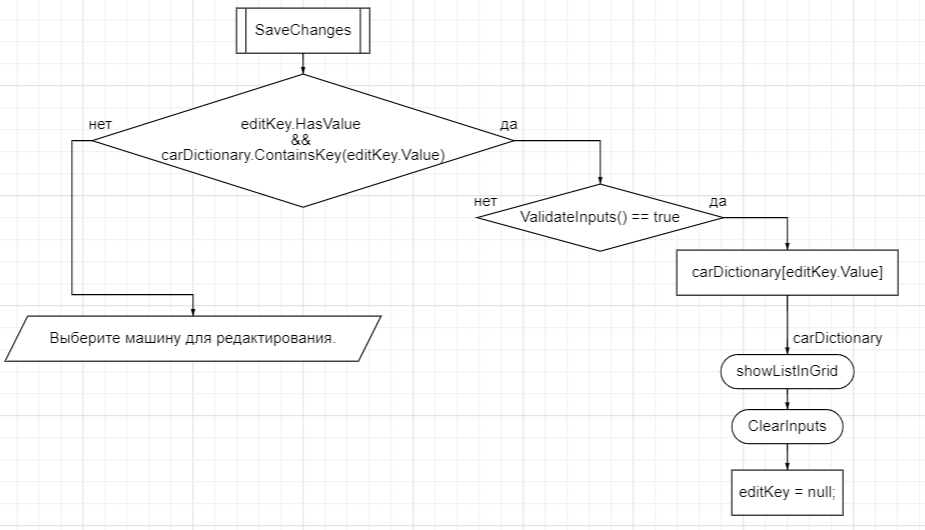 SaveChanges
нет
editKey.HasValue
&&
carDictionary.ContainsKey(editKey.Value)
да
нет
ValidateInputs() == true
да
carDictionary[editKey.Value]
Выберите машину для редактирования.
carDictionary
showListInGrid
ClearInputs
editKey = null;